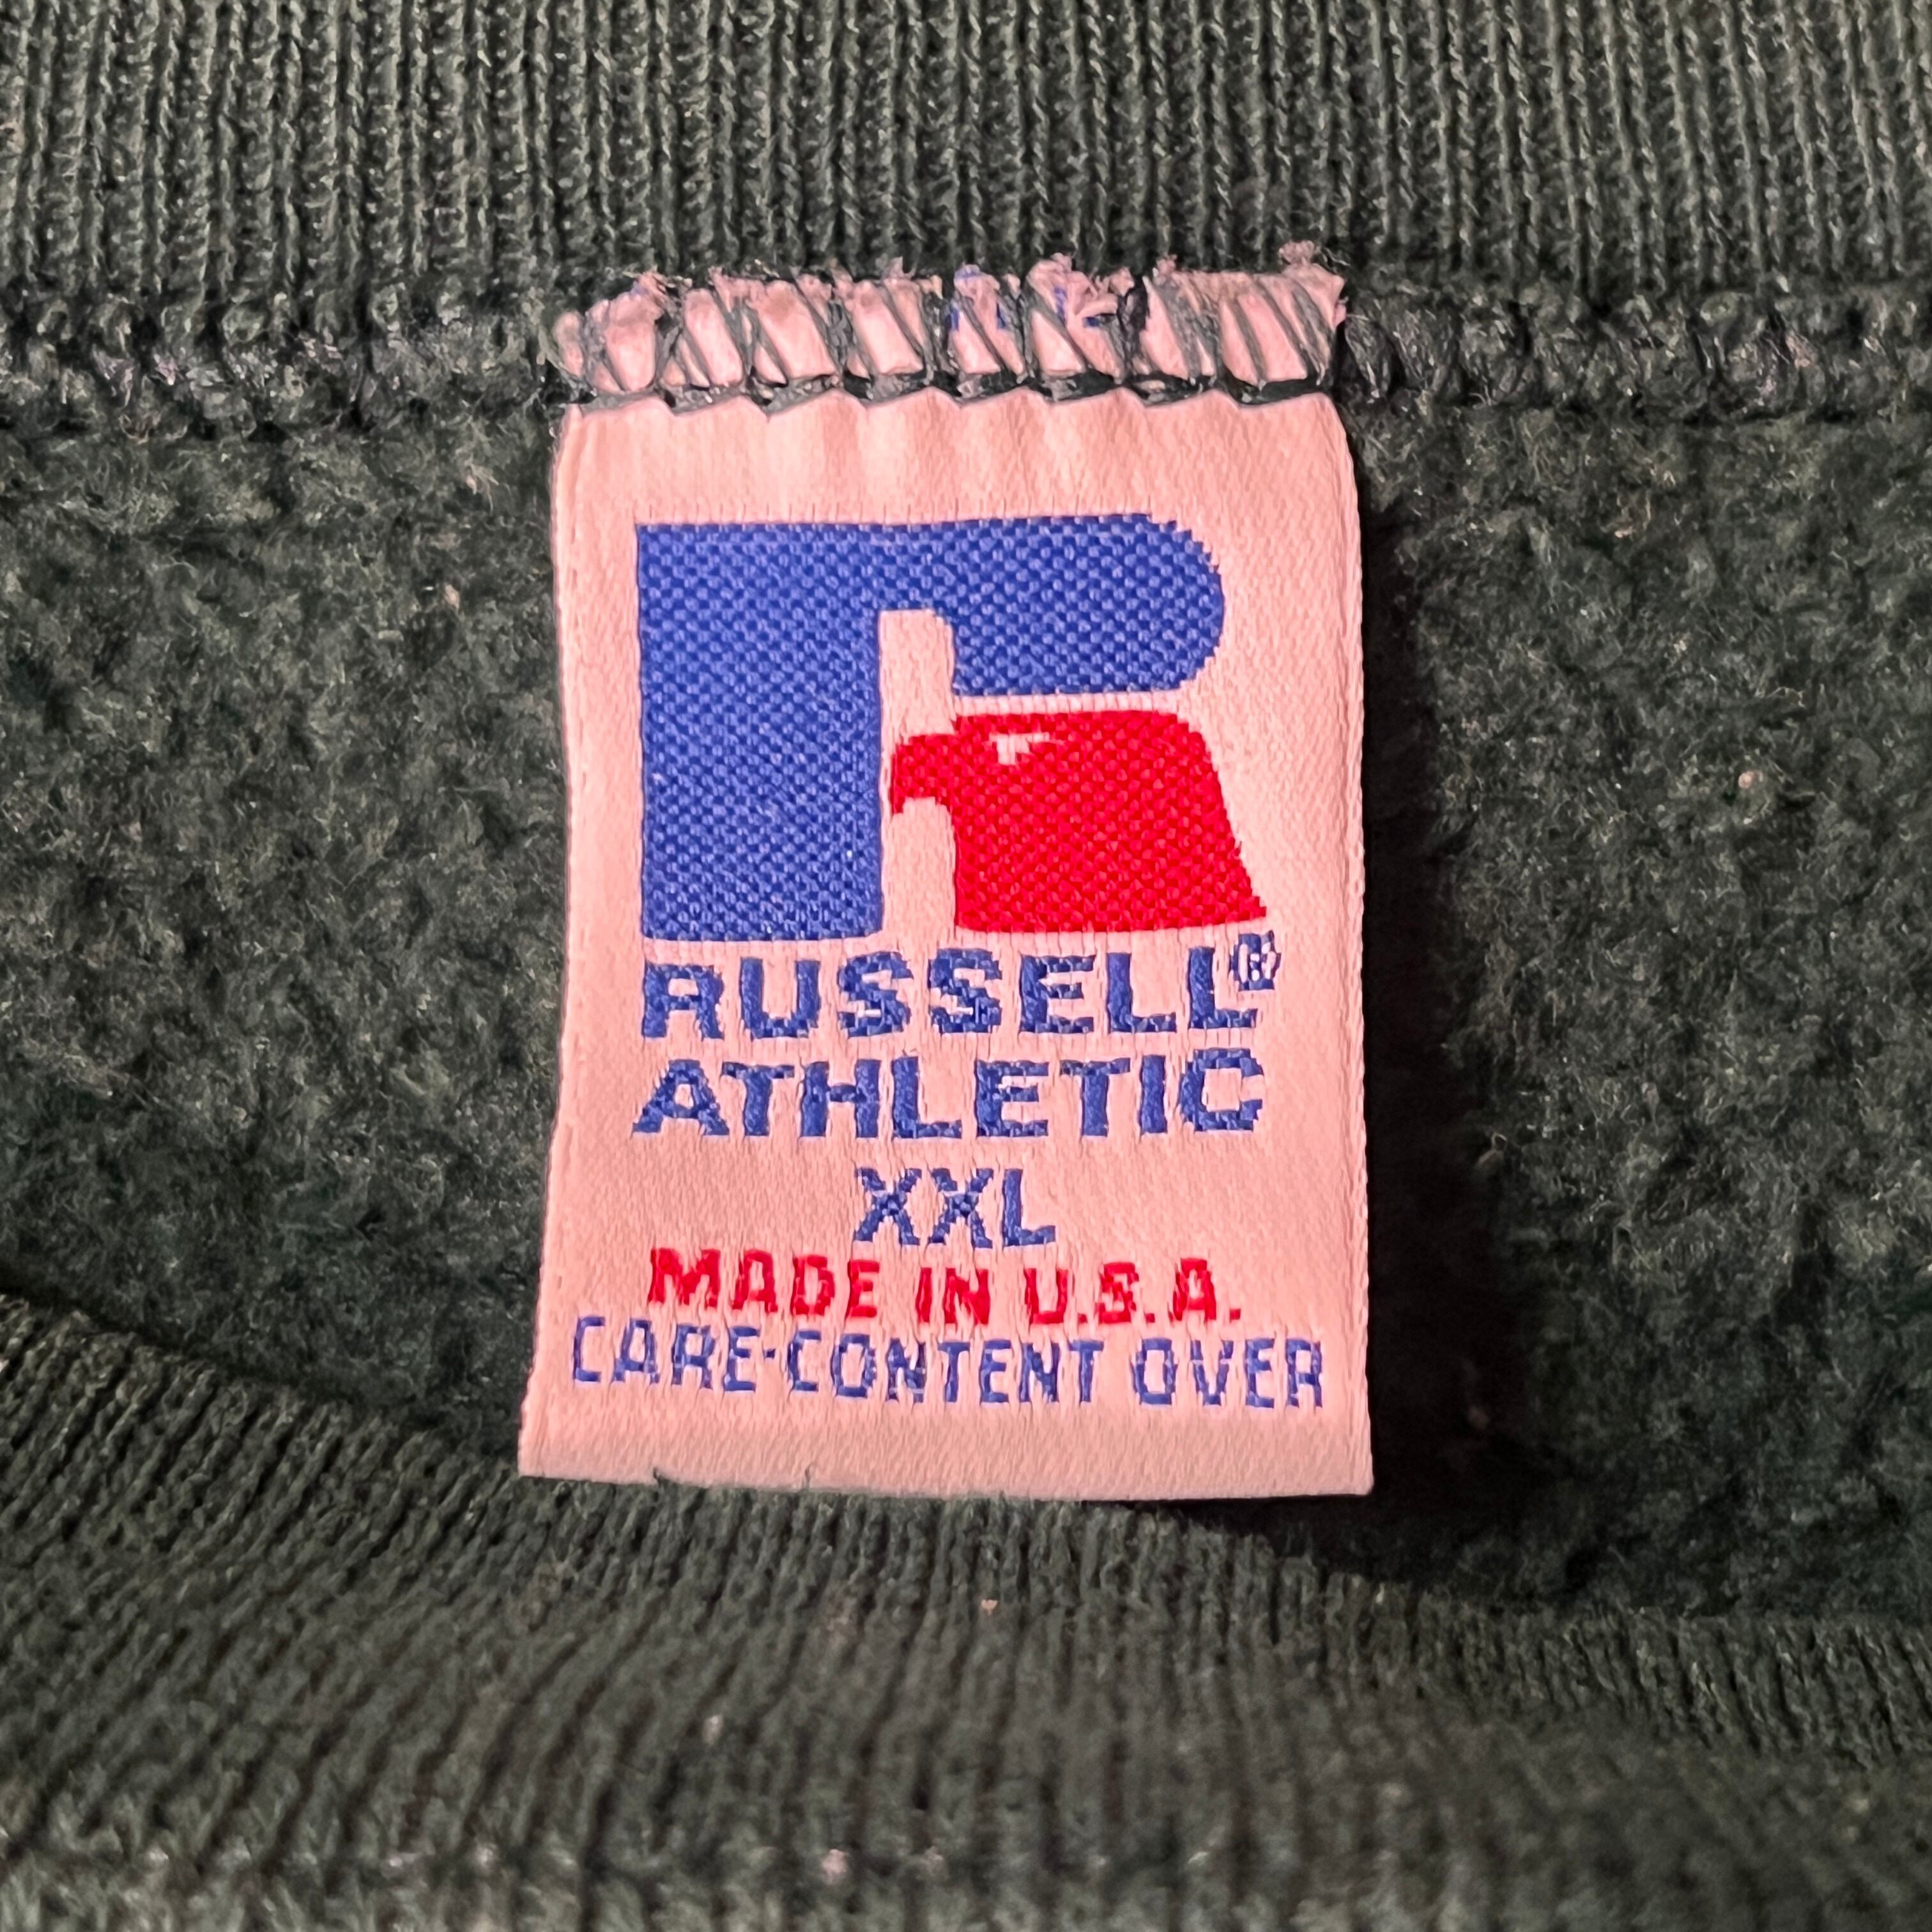 RUSSELL®
ATHLETIC
XXL
MADE IN U.S.A.
CARE-CONTENT OVER